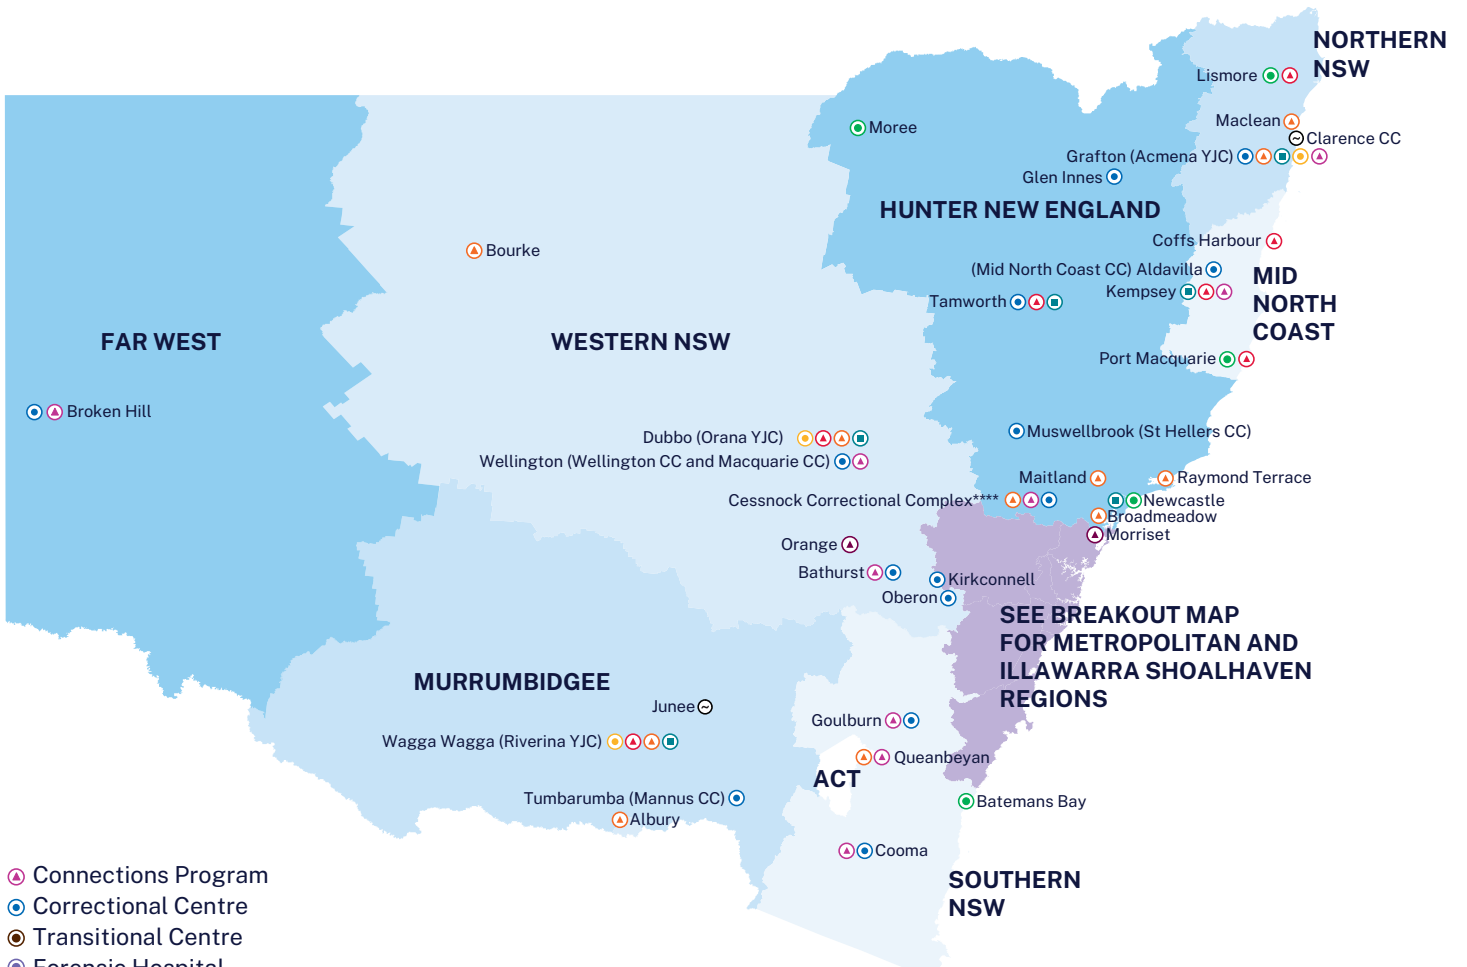 NORTHERN
NSW
Lismore
Maclean
Clarence CC
Grafton (Acmena YJC)
Glen Innes
Moree
HUNTER NEW ENGLAND
Coffs Harbour
(Mid North Coast CC) Aldavilla
Kempsey
MID
NORTH
COAST
Tamworth
Port Macquarie
Bourke
FAR WEST
WESTERN NSW
Broken Hill
Dubbo (Orana YJC)
Wellington (Wellington CC and Macquarie CC)
Muswellbrook (St Hellers CC)
Maitland
Raymond Terrace
Cessnock Correctional Complex****
Newcastle
Broadmeadow
Morriset
Orange
Bathurst
Kirkconnell
Oberon
SEE BREAKOUT MAP
FOR METROPOLITAN AND
ILLAWARRA SHOALHAVEN
REGIONS
MURRUMBIDGEE
Junee
Goulburn
Wagga Wagga (Riverina YJC)
Queanbeyan
ACT
Tumbarumba (Mannus CC)
Albury
Batemans Bay
Cooma
SOUTHERN
NSW
Connections Program
Correctional Centre
Transitional Centre
Forensic Hospital